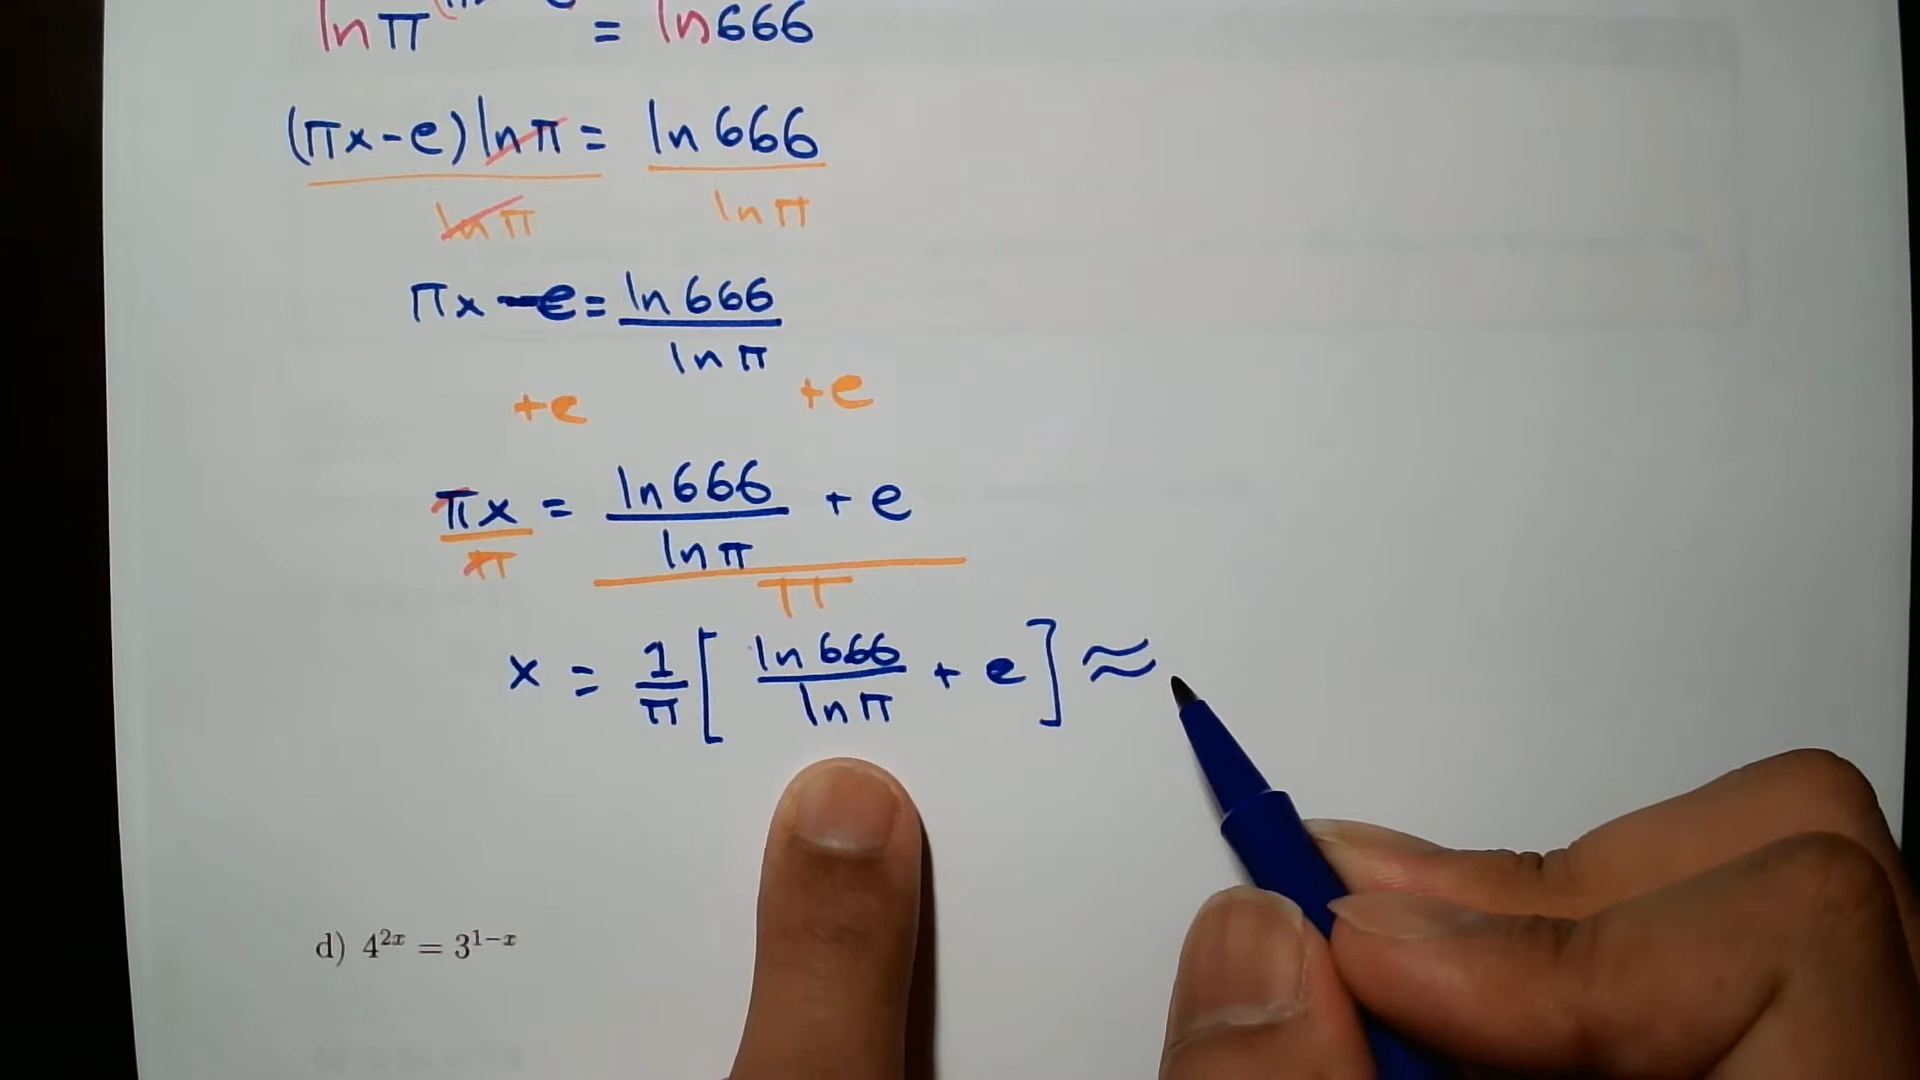 ln π = ln 666
(πx - e) ln π = ln 666
ln π ln π
πx - e = ln 666
ln π
+e +e
πx = ln 666 + e
π ln π
π
x = 1/π [ ln 666 / ln π + e ] ≈
d) 4^{2x} = 3^{1-x}